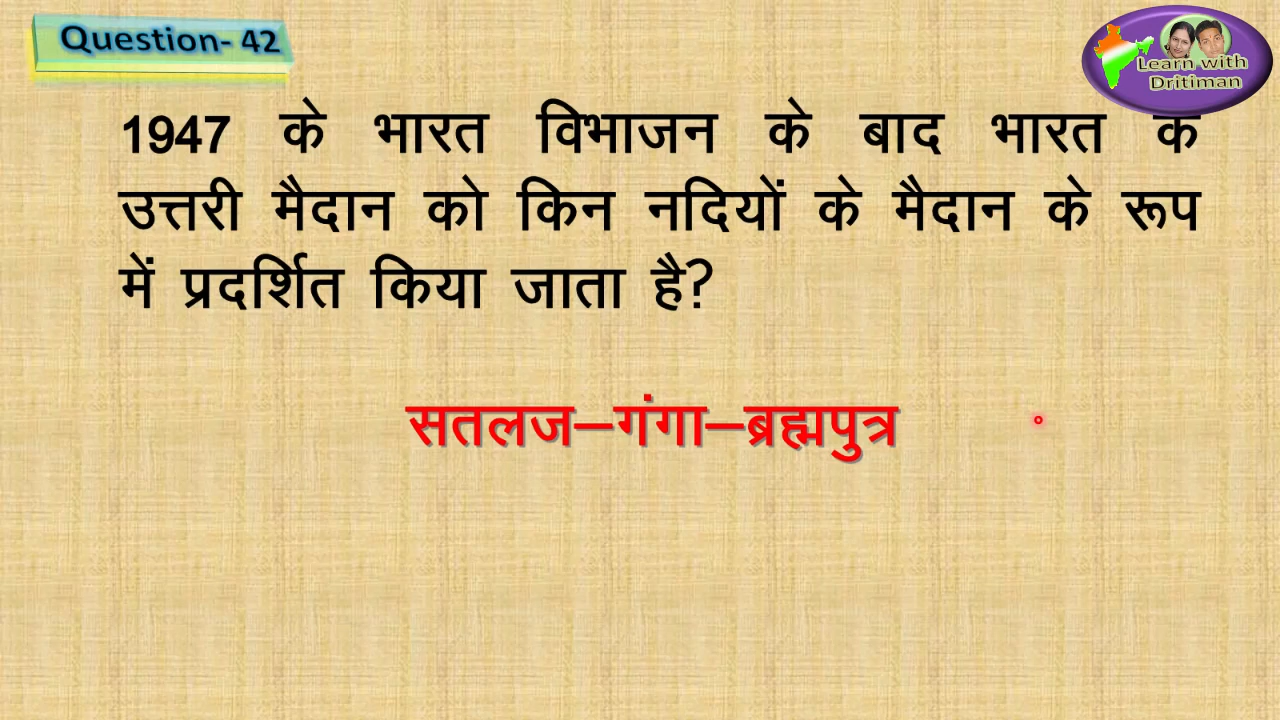 Question- 42
Learn with
Dritiman
1947 के भारत विभाजन के बाद भारत के
उत्तरी मैदान को किन नदियों के मैदान के रूप
में प्रदर्शित किया जाता है?
सतलज–गंगा–ब्रह्मपुत्र